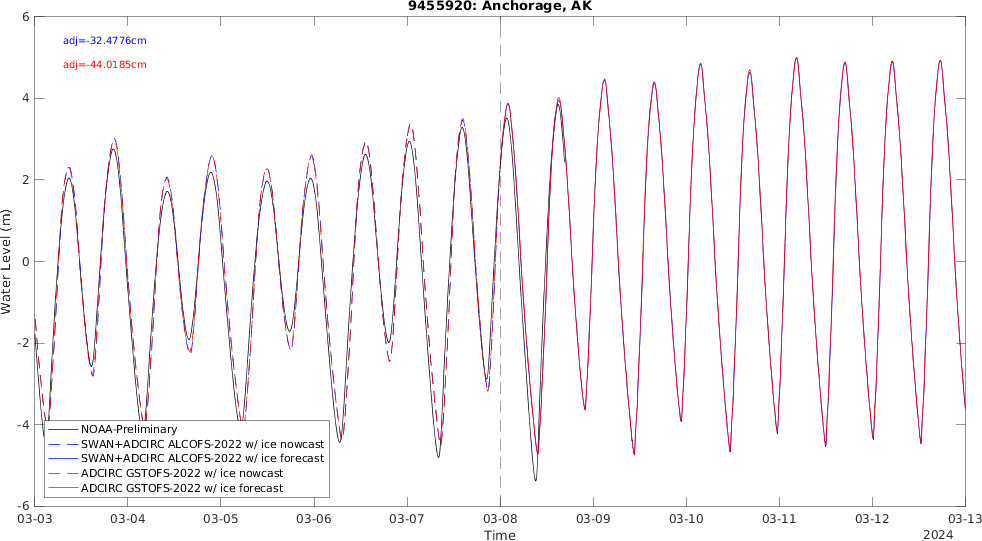 9455920: Anchorage, AK
adj=-32.4776cm
adj=-44.0185cm
6
4
2
0
-2
-4
-6
Water Level (m)
NOAA-Preliminary
SWAN+ADCIRC ALCOFS-2022 w/ ice nowcast
SWAN+ADCIRC ALCOFS-2022 w/ ice forecast
ADCIRC GSTOFS-2022 w/ ice nowcast
ADCIRC GSTOFS-2022 w/ ice forecast
03-03 03-04 03-05 03-06 03-07 03-08 03-09 03-10 03-11 03-12 03-13
Time
2024